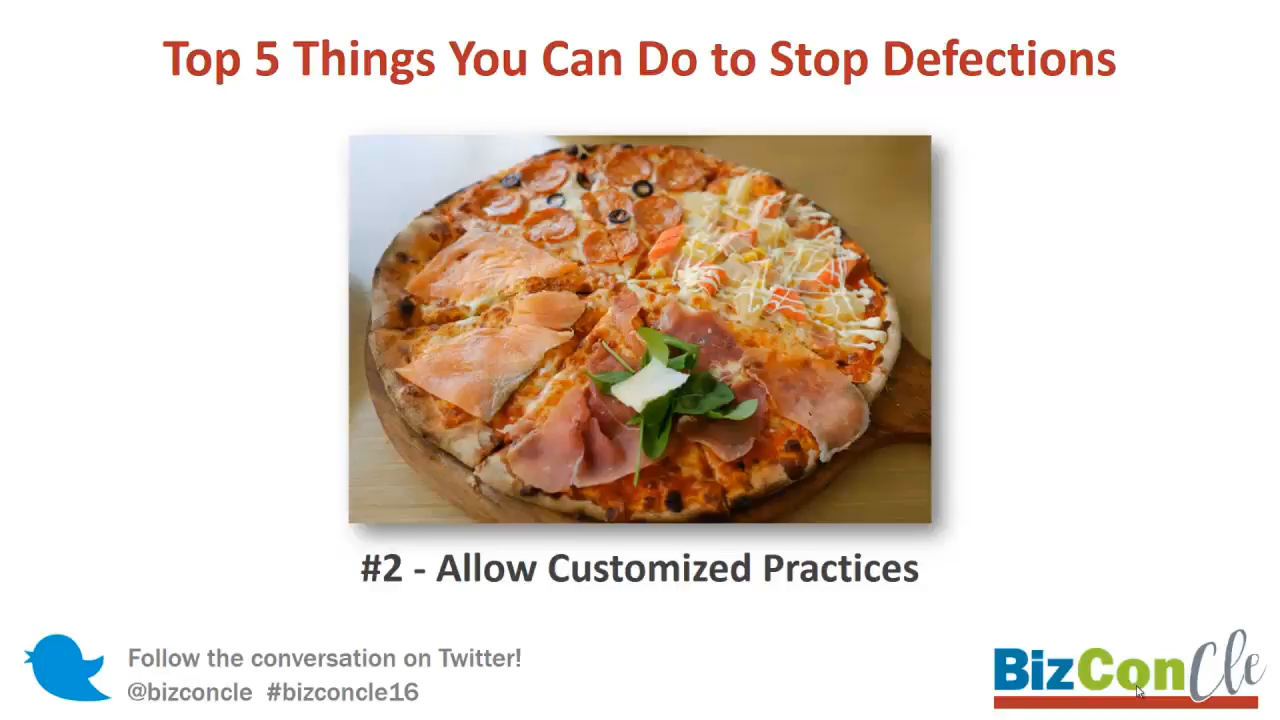 Top 5 Things You Can Do to Stop Defections
#2 - Allow Customized Practices
Follow the conversation on Twitter!
@bizconcle #bizconcle16
BizConCle